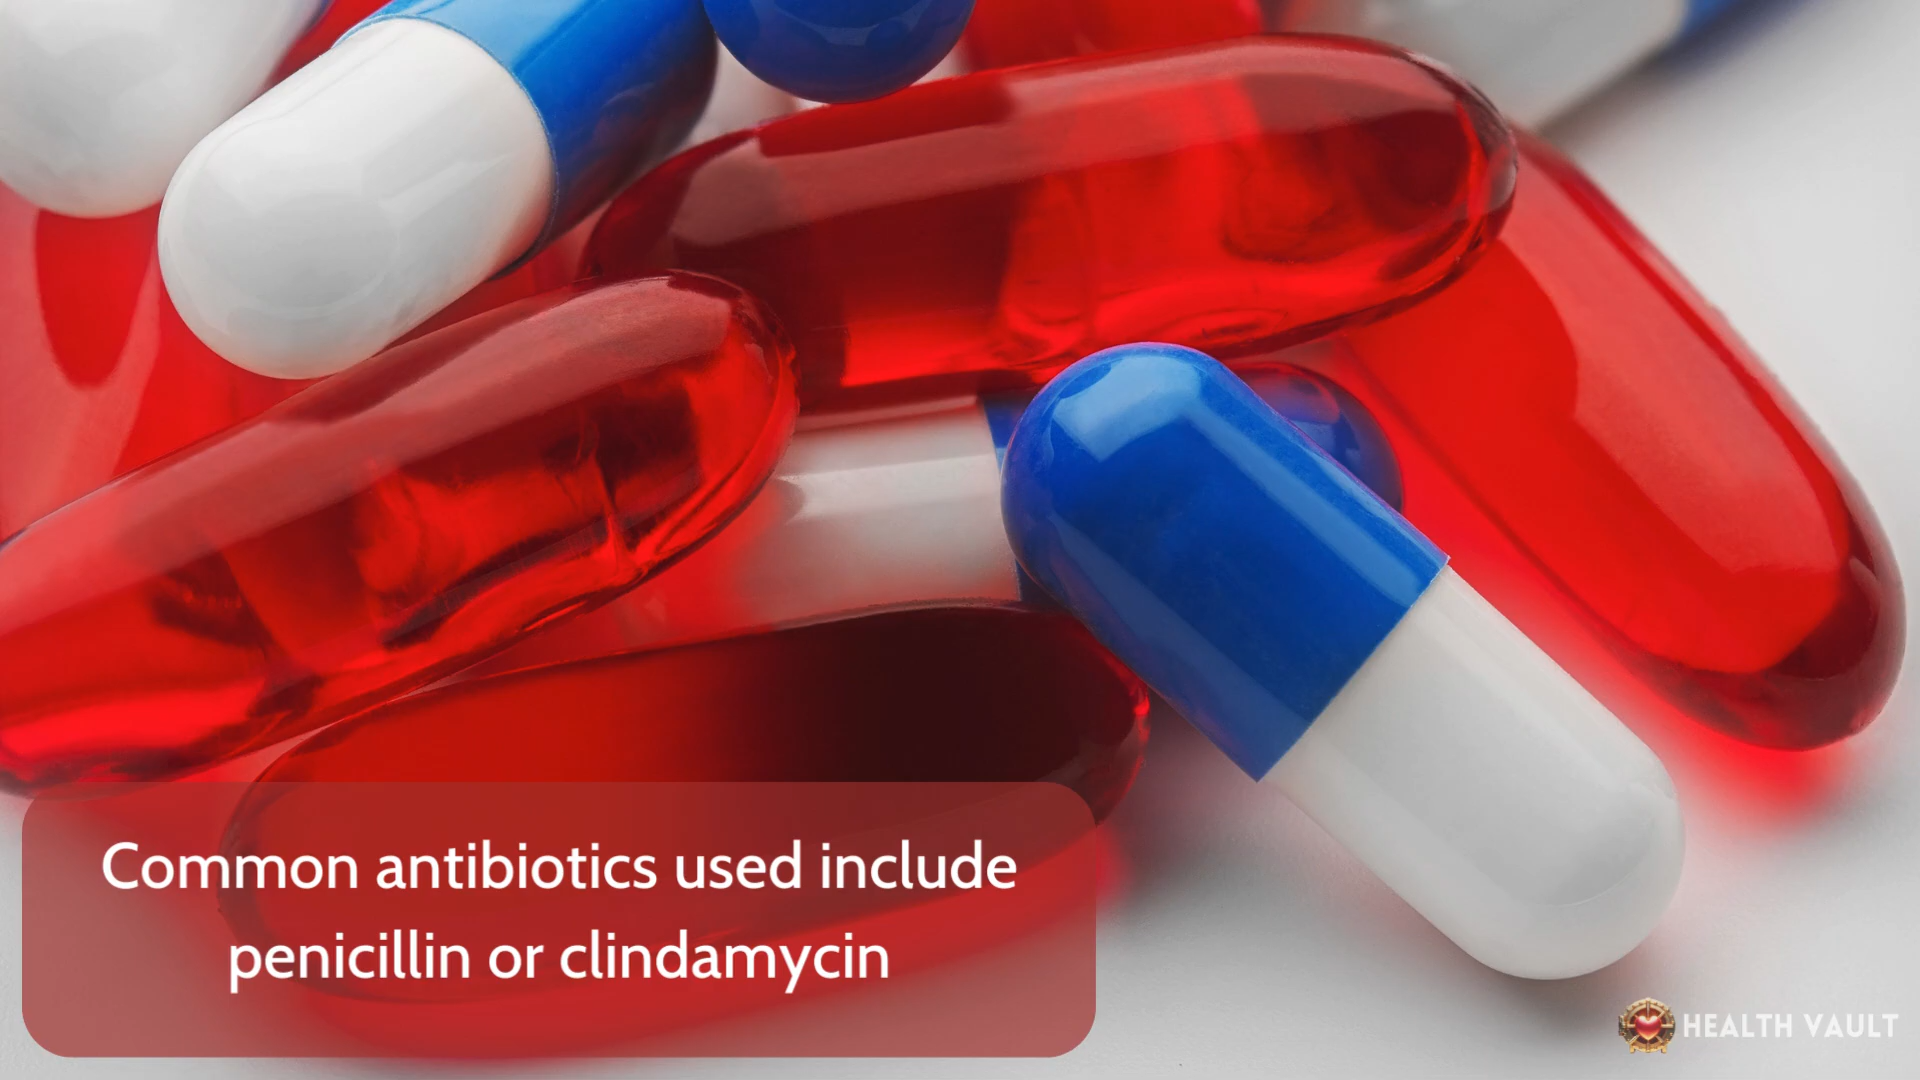 Common antibiotics used include
penicillin or clindamycin
HEALTH VAULT